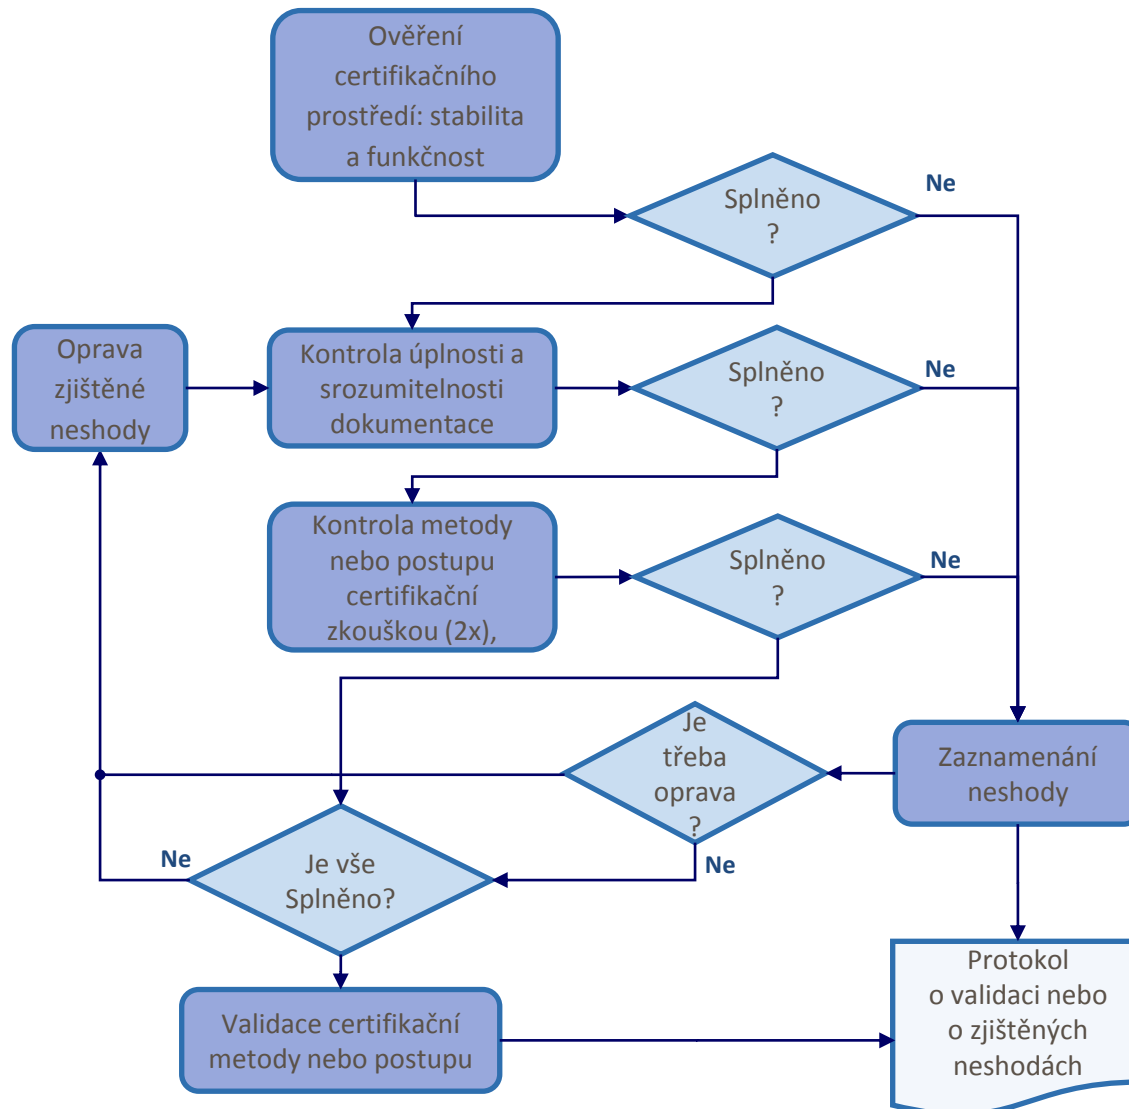 Ověření
certifikačního
prostředí: stabilita
a funkčnost
Splněno
?
Ne
Oprava
zjištěné
neshody
Kontrola úplnosti a
srozumitelnosti
dokumentace
Splněno
?
Ne
Kontrola metody
nebo postupu
certifikační
zkouškou (2x),
Splněno
?
Ne
Je
třeba
oprava
?
Ne
Zaznamenání
neshody
Ne
Je vše
Splněno?
Validace certifikační
metody nebo postupu
Protokol
o validaci nebo
o zjištěných
neshodách